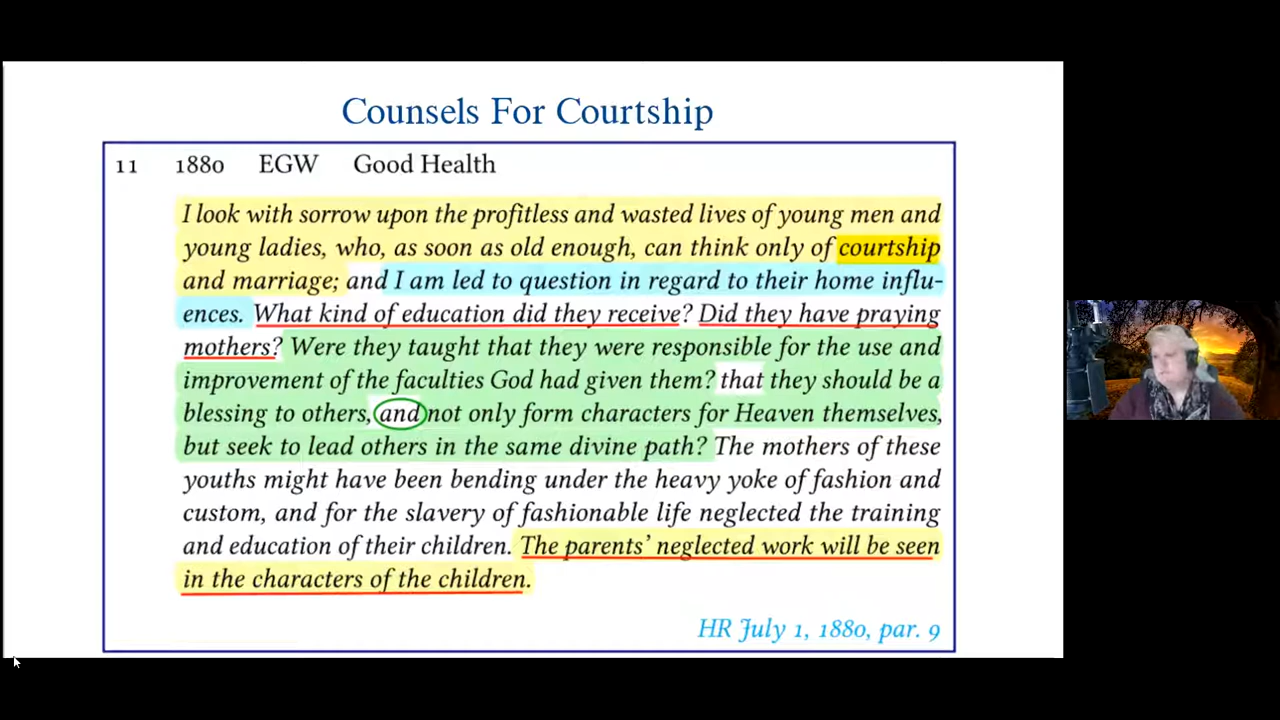 Counsels For Courtship
11 1880 EGW Good Health
I look with sorrow upon the profitless and wasted lives of young men and
young ladies, who, as soon as old enough, can think only of courtship
and marriage; and I am led to question in regard to their home influ-
ences. What kind of education did they receive? Did they have praying
mothers? Were they taught that they were responsible for the use and
improvement of the faculties God had given them? that they should be a
blessing to others, and not only form characters for Heaven themselves,
but seek to lead others in the same divine path? The mothers of these
youths might have been bending under the heavy yoke of fashion and
custom, and for the slavery of fashionable life neglected the training
and education of their children. The parents' neglected work will be seen
in the characters of the children.
HR July 1, 1880, par. 9